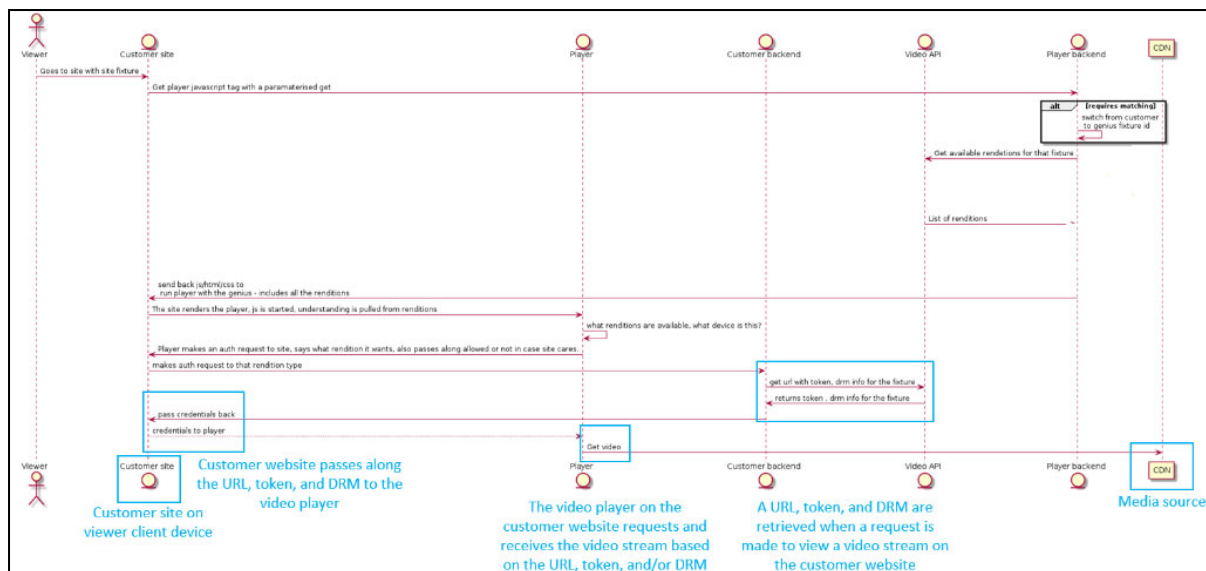 Viewer
Customer site
Player
Customer backend
Video API
Player backend
CDN
Goes to site with site fixture
Get player javascript tag with a paramaterised get
alt
[requires matching]
switch from customer
to genius fixture id
Get available rendetions for that fixture
List of renditions
send back js/html/css to
run player with the genius - includes all the renditions
The site renders the player, js is started, understanding is pulled from renditions
what renditions are available, what device is this?
Player makes an auth request to site, says what rendition it wants, also passes along allowed or not in case site cares.
makes auth request to that rendition type
get url with token, drm info for the fixture
returns token , drm info for the fixture
pass credentials back
credentials to player
Get video
Viewer
Customer site
Player
Customer backend
Video API
Player backend
CDN
Customer site on
viewer client device
Customer website passes along
the URL, token, and DRM to the
video player
The video player on the
customer website requests and
receives the video stream based
on the URL, token, and/or DRM
A URL, token, and DRM are
retrieved when a request is
made to view a video stream on
the customer website
Media source